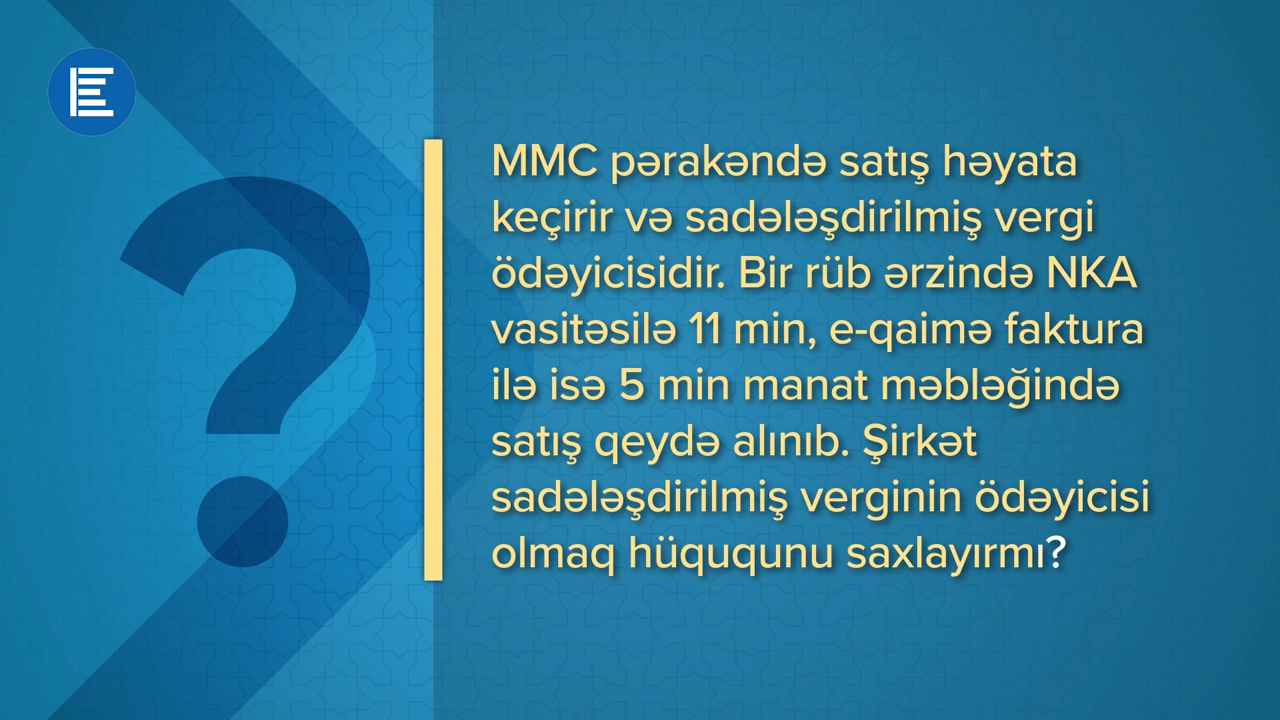 MMC pərakəndə satış həyata
keçirir və sadələşdirilmiş vergi
ödəyicisidir. Bir rüb ərzində NKA
vasitəsilə 11 min, e-qaimə faktura
ilə isə 5 min manat məbləğində
satış qeydə alınıb. Şirkət
sadələşdirilmiş verginin ödəyicisi
olmaq hüququnu saxlayırmı?